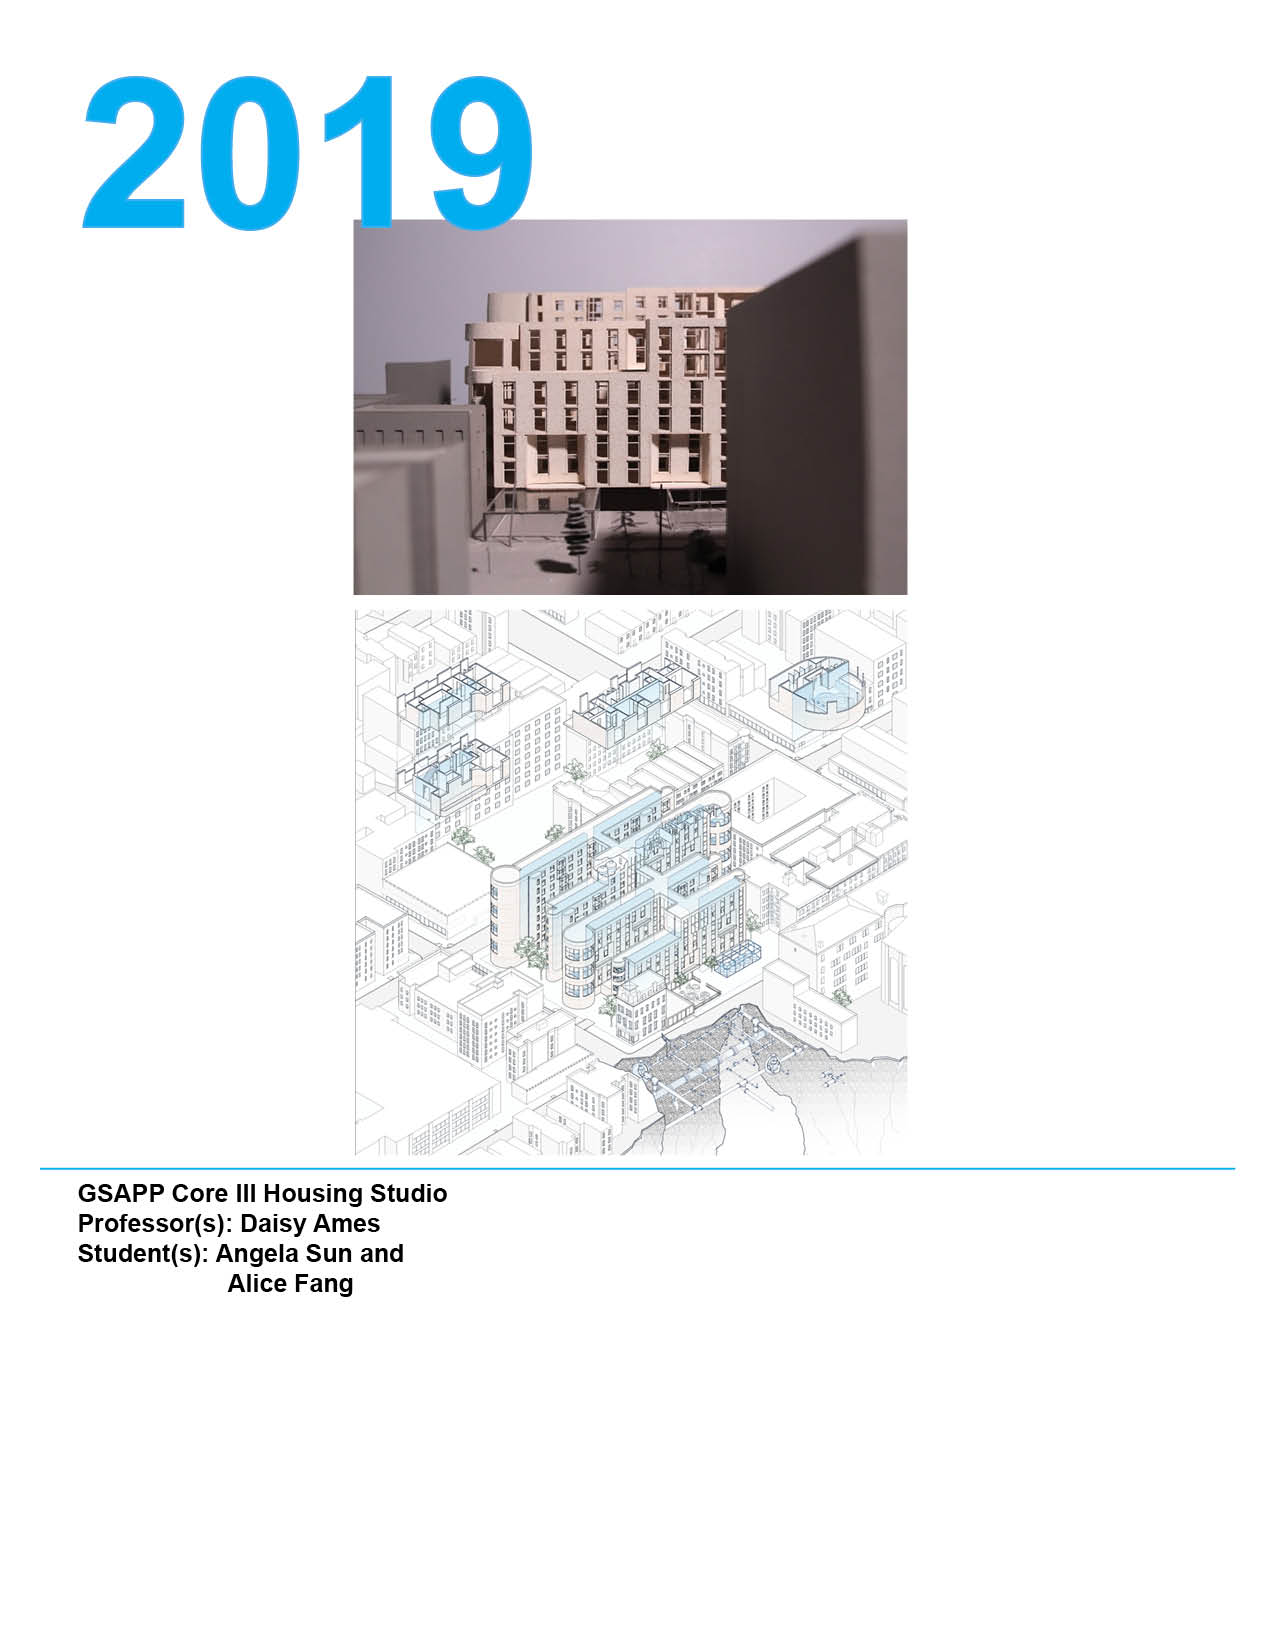 2019
GSAPP Core III Housing Studio
Professor(s): Daisy Ames
Student(s): Angela Sun and
Alice Fang